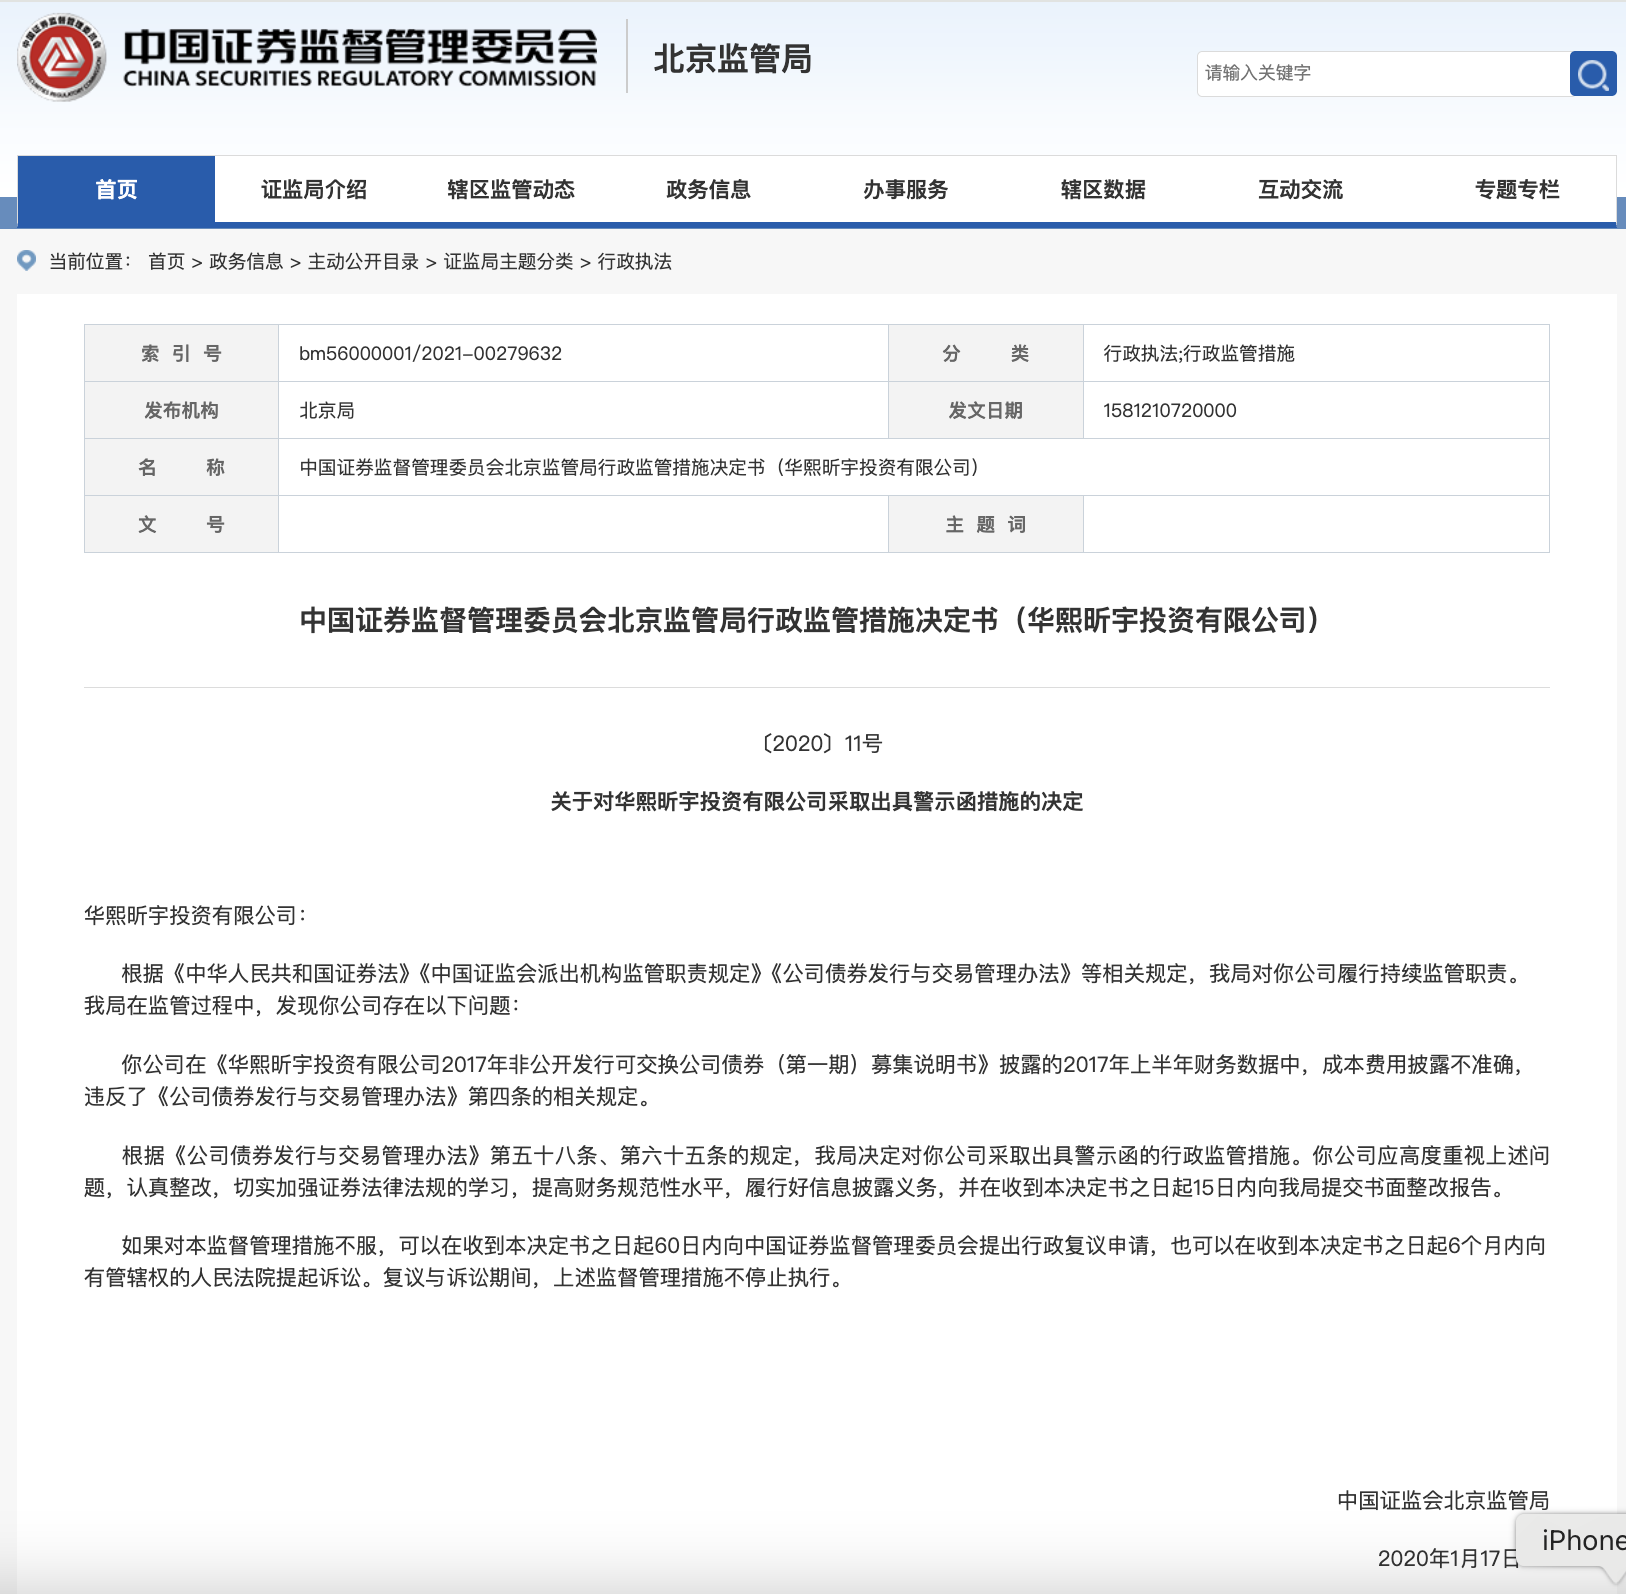 中国证券监督管理委员会
CHINA SECURITIES REGULATORY COMMISSION
北京监管局
请输入关键字
首页 证监局介绍 辖区监管动态 政务信息 办事服务 辖区数据 互动交流 专题专栏
当前位置： 首页 > 政务信息 > 主动公开目录 > 证监局主题分类 > 行政执法
索 引 号 bm56000001/2021-00279632 分 类 行政执法;行政监管措施
发布机构 北京局 发文日期 1581210720000
名 称 中国证券监督管理委员会北京监管局行政监管措施决定书（华熙昕宇投资有限公司）
文 号 主 题 词
中国证券监督管理委员会北京监管局行政监管措施决定书（华熙昕宇投资有限公司）
〔2020〕11号
关于对华熙昕宇投资有限公司采取出具警示函措施的决定
华熙昕宇投资有限公司：
根据《中华人民共和国证券法》《中国证监会派出机构监管职责规定》《公司债券发行与交易管理办法》等相关规定，我局对你公司履行持续监管职责。
我局在监管过程中，发现你公司存在以下问题：
你公司在《华熙昕宇投资有限公司2017年非公开发行可交换公司债券（第一期）募集说明书》披露的2017年上半年财务数据中，成本费用披露不准确，
违反了《公司债券发行与交易管理办法》第四条的相关规定。
根据《公司债券发行与交易管理办法》第五十八条、第六十五条的规定，我局决定对你公司采取出具警示函的行政监管措施。你公司应高度重视上述问
题，认真整改，切实加强证券法律法规的学习，提高财务规范性水平，履行好信息披露义务，并在收到本决定书之日起15日内向我局提交书面整改报告。
如果对本监督管理措施不服，可以在收到本决定书之日起60日内向中国证券监督管理委员会提出行政复议申请，也可以在收到本决定书之日起6个月内向
有管辖权的人民法院提起诉讼。复议与诉讼期间，上述监督管理措施不停止执行。
中国证监会北京监管局
2020年1月17日
iPhone